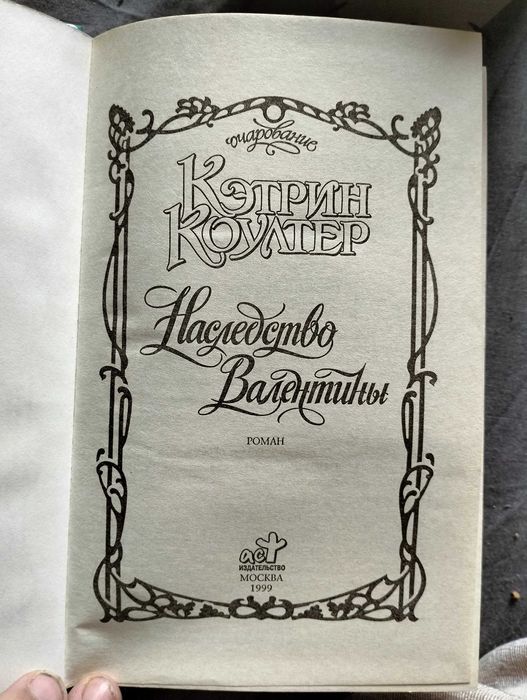 очарование
Кэтрин
Коултер
Наследство
Валентины
РОМАН
аст
ИЗДАТЕЛЬСТВО
МОСКВА
1999